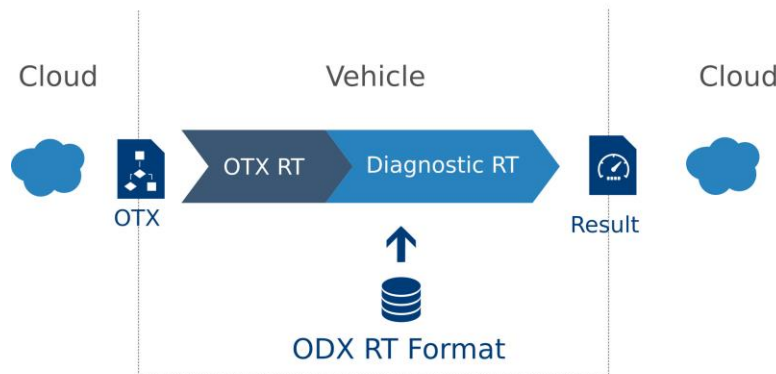 Cloud
Vehicle
Cloud
OTX RT
Diagnostic RT
OTX
Result
ODX RT Format